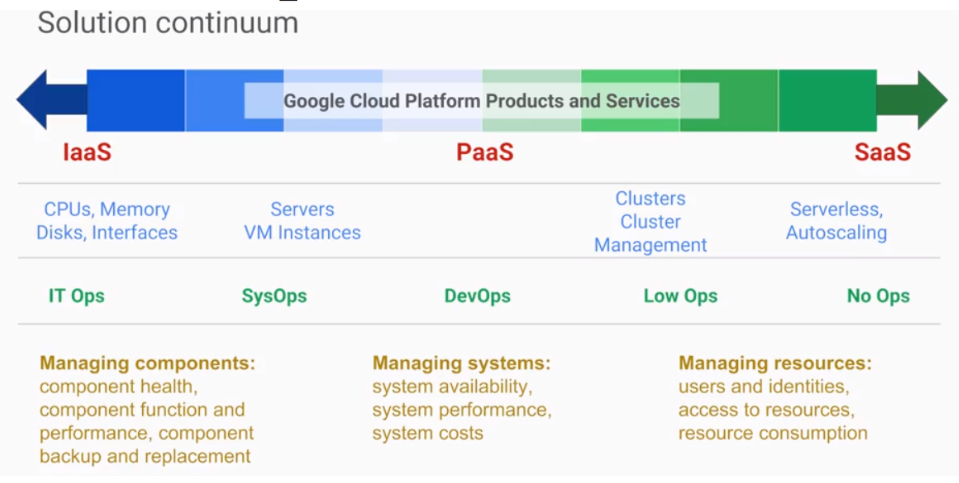 Solution continuum
Google Cloud Platform Products and Services
IaaS
PaaS
SaaS
CPUs, Memory
Disks, Interfaces
Servers
VM Instances
Clusters
Cluster
Management
Serverless,
Autoscaling
IT Ops
SysOps
DevOps
Low Ops
No Ops
Managing components:
component health,
component function and
performance, component
backup and replacement
Managing systems:
system availability,
system performance,
system costs
Managing resources:
users and identities,
access to resources,
resource consumption